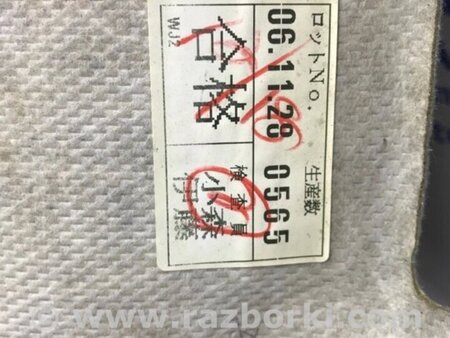 ロットNo. 生産数
06.11.28 0565
合格 検査員
小森
伊藤
WJ2
© www.razborki.com